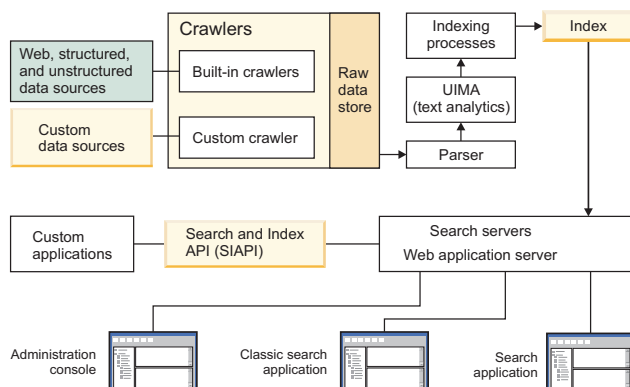 Crawlers
Web, structured,
and unstructured
data sources
Built-in crawlers
Custom
data sources
Custom crawler
Raw
data
store
Indexing
processes
Index
UIMA
(text analytics)
Parser
Custom
applications
Search and Index
API (SIAPI)
Search servers
Web application server
Administration
console
Classic search
application
Search
application